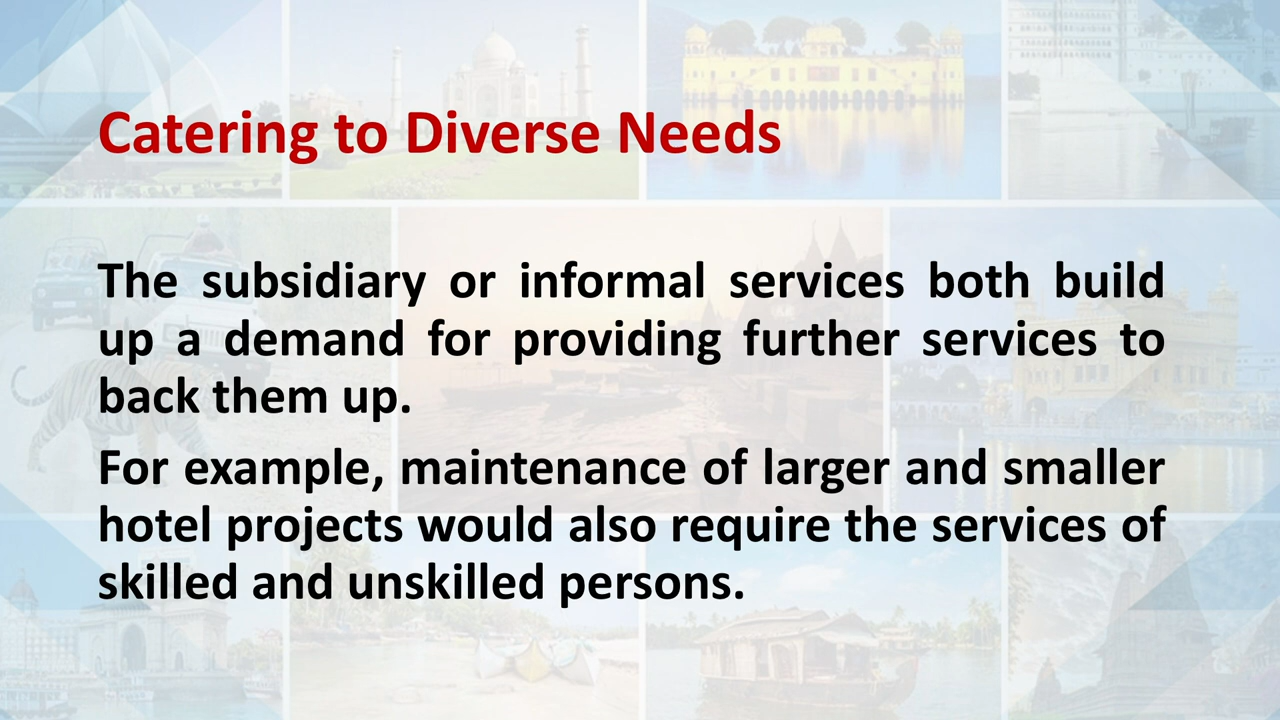 Catering to Diverse Needs
The subsidiary or informal services both build
up a demand for providing further services to
back them up.
For example, maintenance of larger and smaller
hotel projects would also require the services of
skilled and unskilled persons.